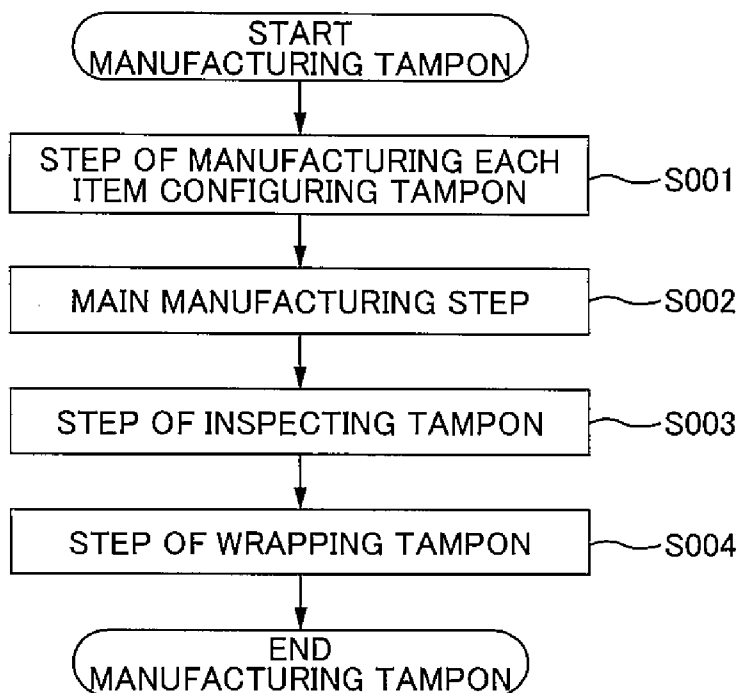 START
MANUFACTURING TAMPON
STEP OF MANUFACTURING EACH
ITEM CONFIGURING TAMPON
S001
MAIN MANUFACTURING STEP
S002
STEP OF INSPECTING TAMPON
S003
STEP OF WRAPPING TAMPON
S004
END
MANUFACTURING TAMPON